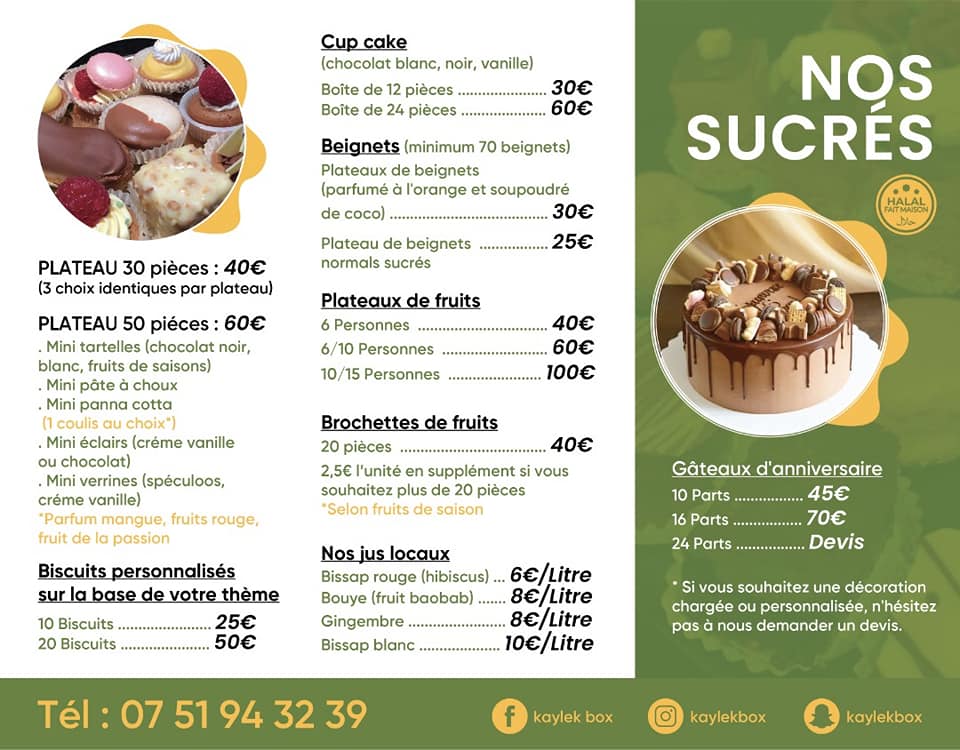 PLATEAU 30 pièces : 40€
(3 choix identiques par plateau)
PLATEAU 50 piéces : 60€
. Mini tartelles (chocolat noir,
blanc, fruits de saisons)
. Mini pâte à choux
. Mini panna cotta
(1 coulis au choix*)
. Mini éclairs (créme vanille
ou chocolat)
. Mini verrines (spéculoos,
créme vanille)
*Parfum mangue, fruits rouge,
fruit de la passion
Biscuits personnalisés
sur la base de votre thème
10 Biscuits ...................... 25€
20 Biscuits ...................... 50€
Cup cake
(chocolat blanc, noir, vanille)
Boîte de 12 pièces ...................... 30€
Boîte de 24 pièces ..................... 60€
Beignets (minimum 70 beignets)
Plateaux de beignets
(parfumé à l'orange et soupoudré
de coco) ....................................... 30€
Plateau de beignets ................. 25€
normals sucrés
Plateaux de fruits
6 Personnes ................................ 40€
6/10 Personnes .......................... 60€
10/15 Personnes ....................... 100€
Brochettes de fruits
20 pièces .................................... 40€
2,5€ l'unité en supplément si vous
souhaitez plus de 20 pièces
*Selon fruits de saison
Nos jus locaux
Bissap rouge (hibiscus) ... 6€/Litre
Bouye (fruit baobab) ....... 8€/Litre
Gingembre ........................ 8€/Litre
Bissap blanc .................... 10€/Litre
NOS
SUCRÉS
HALAL
FAIT MAISON
حلال
Gâteaux d'anniversaire
10 Parts ................. 45€
16 Parts ................. 70€
24 Parts ................. Devis
* Si vous souhaitez une décoration
chargée ou personnalisée, n'hésitez
pas à nous demander un devis.
Tél : 07 51 94 32 39
kaylek box
kaylekbox
kaylekbox